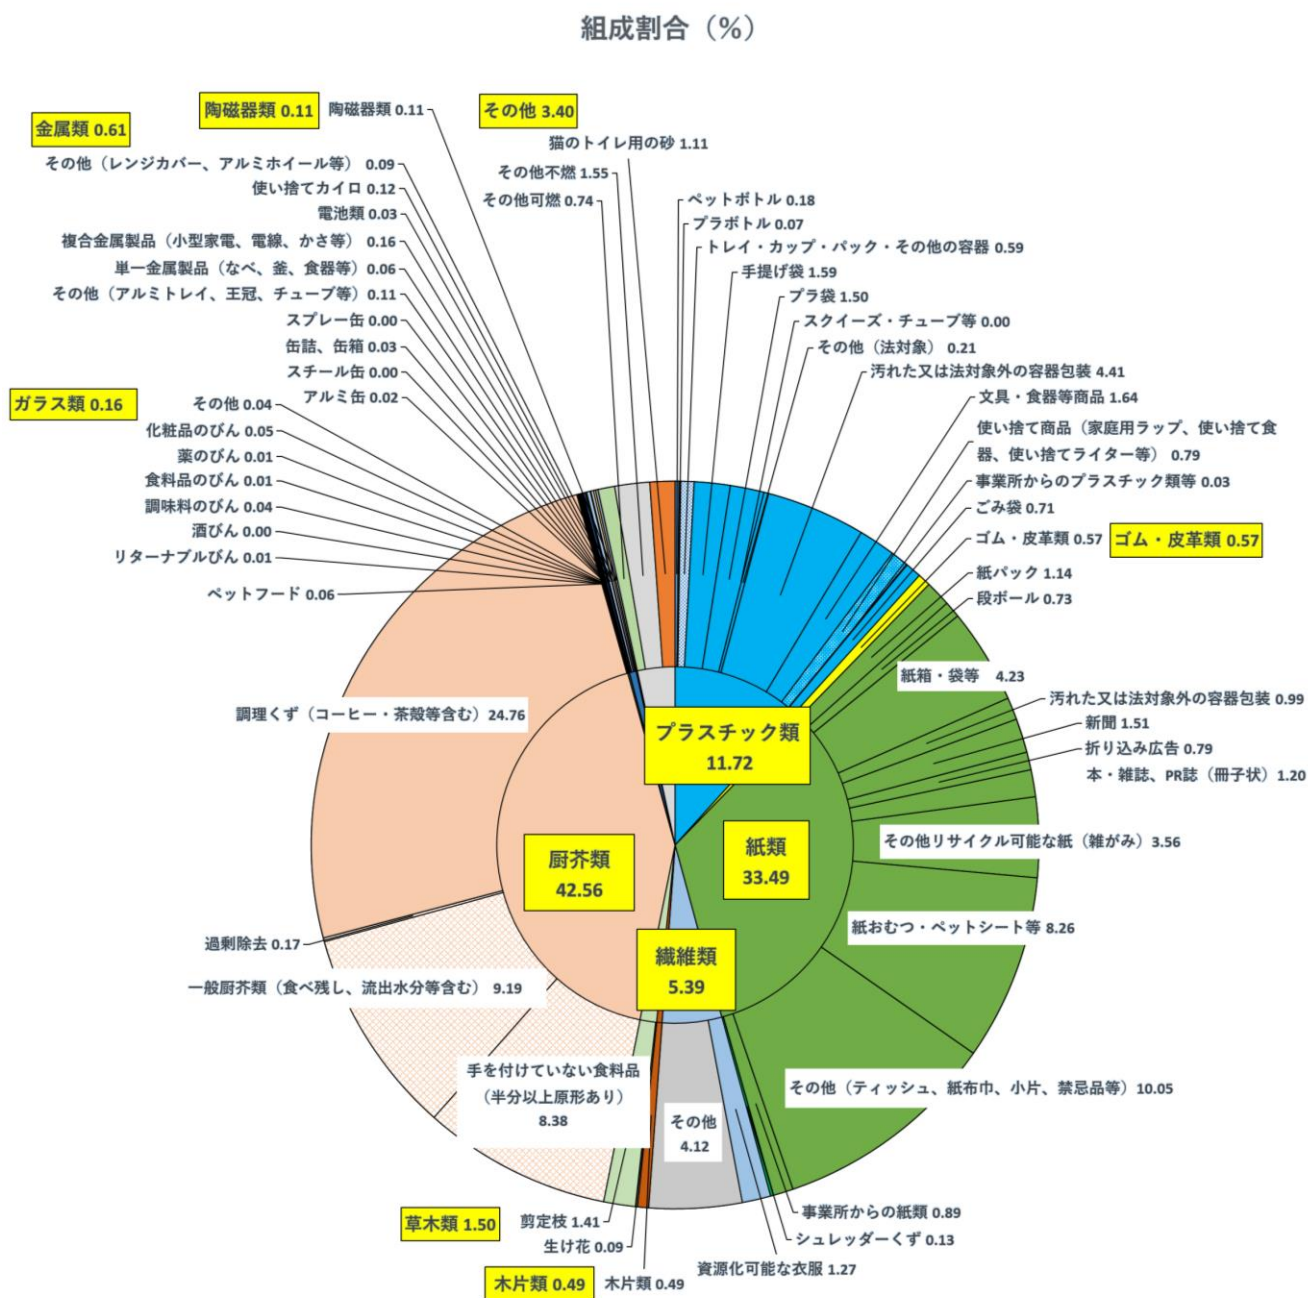 組成割合（%）
陶磁器類 0.11
陶磁器類 0.11
その他 3.40
金属類 0.61
猫のトイレ用の砂 1.11
その他（レンジカバー、アルミホイール等） 0.09
その他不燃 1.55
使い捨てカイロ 0.12
その他可燃 0.74
ペットボトル 0.18
電池類 0.03
プラボトル 0.07
複合金属製品（小型家電、電線、かさ等） 0.16
トレイ・カップ・パック・その他の容器 0.59
単一金属製品（なべ、釜、食器等）0.06
手提げ袋 1.59
その他（アルミトレイ、王冠、チューブ等）0.11
プラ袋 1.50
スプレー缶 0.00
スクイーズ・チューブ等 0.00
缶詰、缶箱 0.03
その他（法対象）0.21
スチール缶 0.00
汚れた又は法対象外の容器包装 4.41
アルミ缶 0.02
文具・食器等商品 1.64
ガラス類 0.16
その他 0.04
使い捨て商品（家庭用ラップ、使い捨て食
化粧品のびん 0.05
器、使い捨てライター等） 0.79
薬のびん 0.01
事業所からのプラスチック類等 0.03
食料品のびん 0.01
ごみ袋 0.71
調味料のびん 0.04
ゴム・皮革類 0.57
ゴム・皮革類 0.57
酒びん 0.00
リターナブルびん 0.01
紙パック 1.14
ペットフード 0.06
段ボール 0.73
紙箱・袋等 4.23
汚れた又は法対象外の容器包装 0.99
調理くず（コーヒー・茶殻等含む）24.76
新聞 1.51
プラスチック類
11.72
折り込み広告 0.79
本・雑誌、PR誌（冊子状）1.20
その他リサイクル可能な紙（雑がみ）3.56
紙類
33.49
厨芥類
42.56
紙おむつ・ペットシート等 8.26
過剰除去 0.17
繊維類
5.39
一般厨芥類（食べ残し、流出水分等含む） 9.19
手を付けていない食料品
（半分以上原形あり）
8.38
その他（ティッシュ、紙布巾、小片、禁忌品等）10.05
その他
4.12
事業所からの紙類 0.89
草木類 1.50
剪定枝 1.41
シュレッダーくず 0.13
生け花 0.09
資源化可能な衣服 1.27
木片類 0.49
木片類 0.49